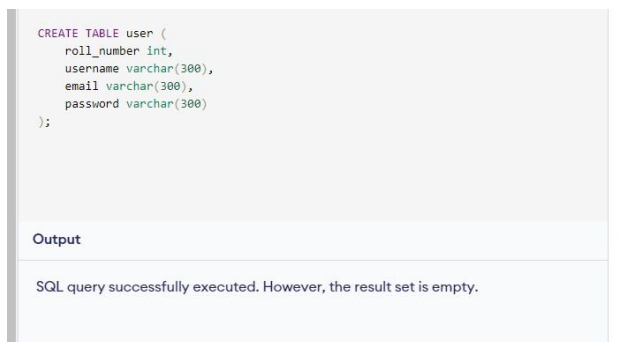 CREATE TABLE user (
    roll_number int,
    username varchar(300),
    email varchar(300),
    password varchar(300)
);
Output
SQL query successfully executed. However, the result set is empty.